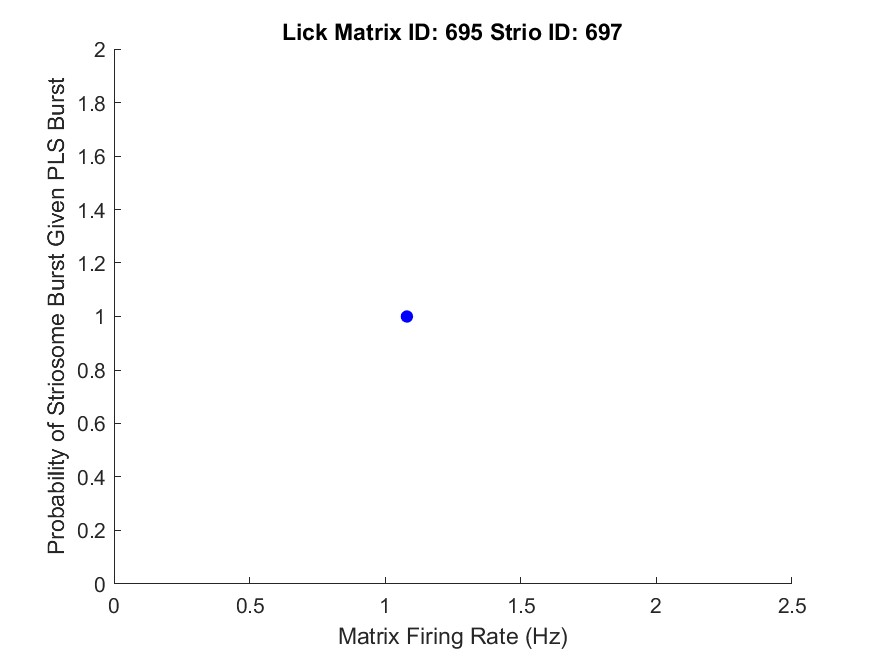 Lick Matrix ID: 695 Strio ID: 697
Probability of Striosome Burst Given PLS Burst
2
1.8
1.6
1.4
1.2
1
0.8
0.6
0.4
0.2
0
0 0.5 1 1.5 2 2.5
Matrix Firing Rate (Hz)